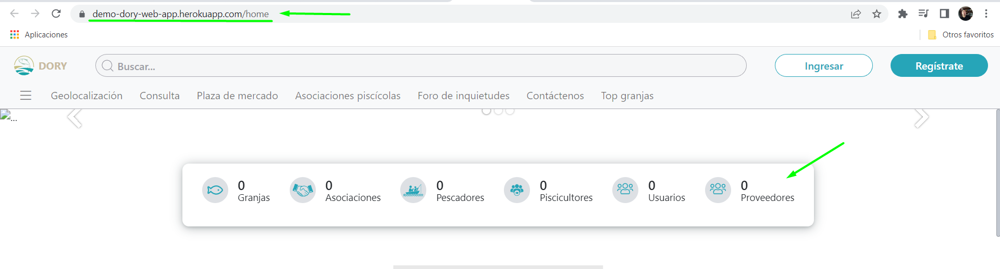 demo-dory-web-app.herokuapp.com/home
Aplicaciones
Otros favoritos
DORY
Buscar...
Ingresar
Regístrate
Geolocalización
Consulta
Plaza de mercado
Asociaciones piscícolas
Foro de inquietudes
Contáctenos
Top granjas
...
0
Granjas
0
Asociaciones
0
Pescadores
0
Piscicultores
0
Usuarios
0
Proveedores